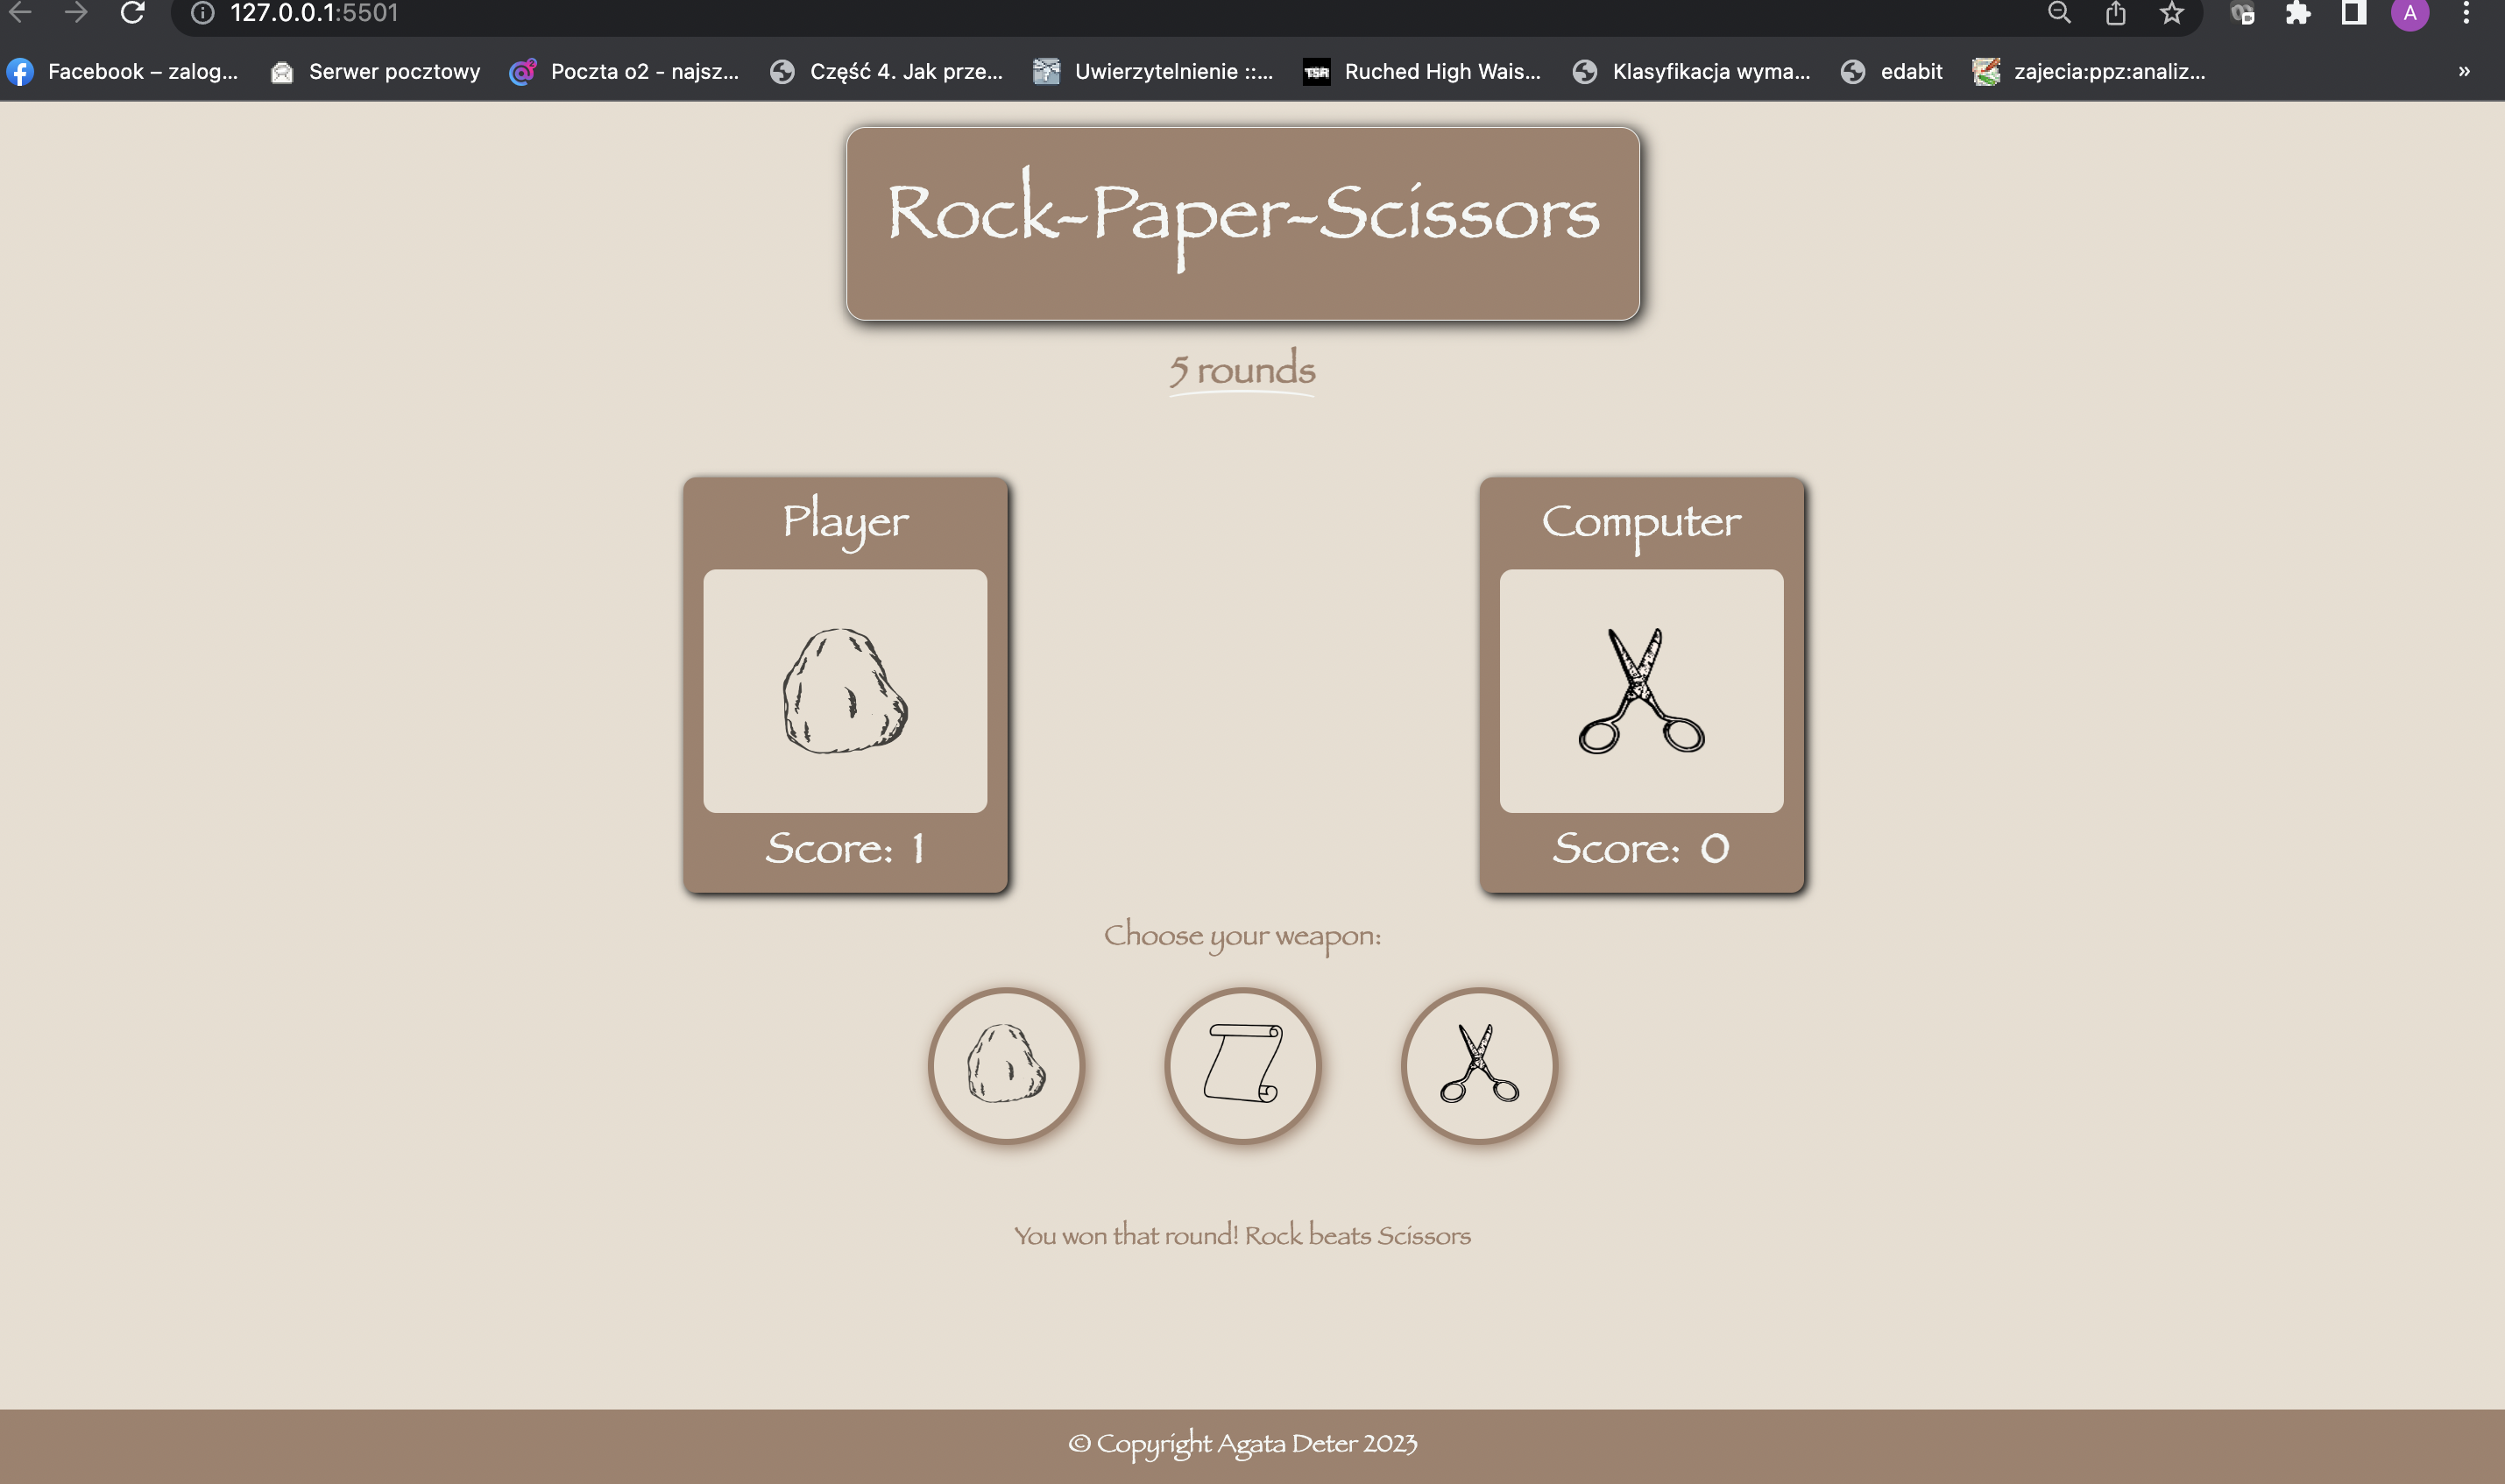 127.0.0.1:5501
A
Facebook – zalog... Serwer pocztowy Poczta o2 - najsz... Część 4. Jak prze... Uwierzytelnienie ::... TSR Ruched High Wais... Klasyfikacja wyma... edabit zajecia:ppz:analiz... »
Rock-Paper-Scissors
5 rounds
Player
Computer
Score: 1
Score: 0
Choose your weapon:
You won that round! Rock beats Scissors
© Copyright Agata Deter 2023